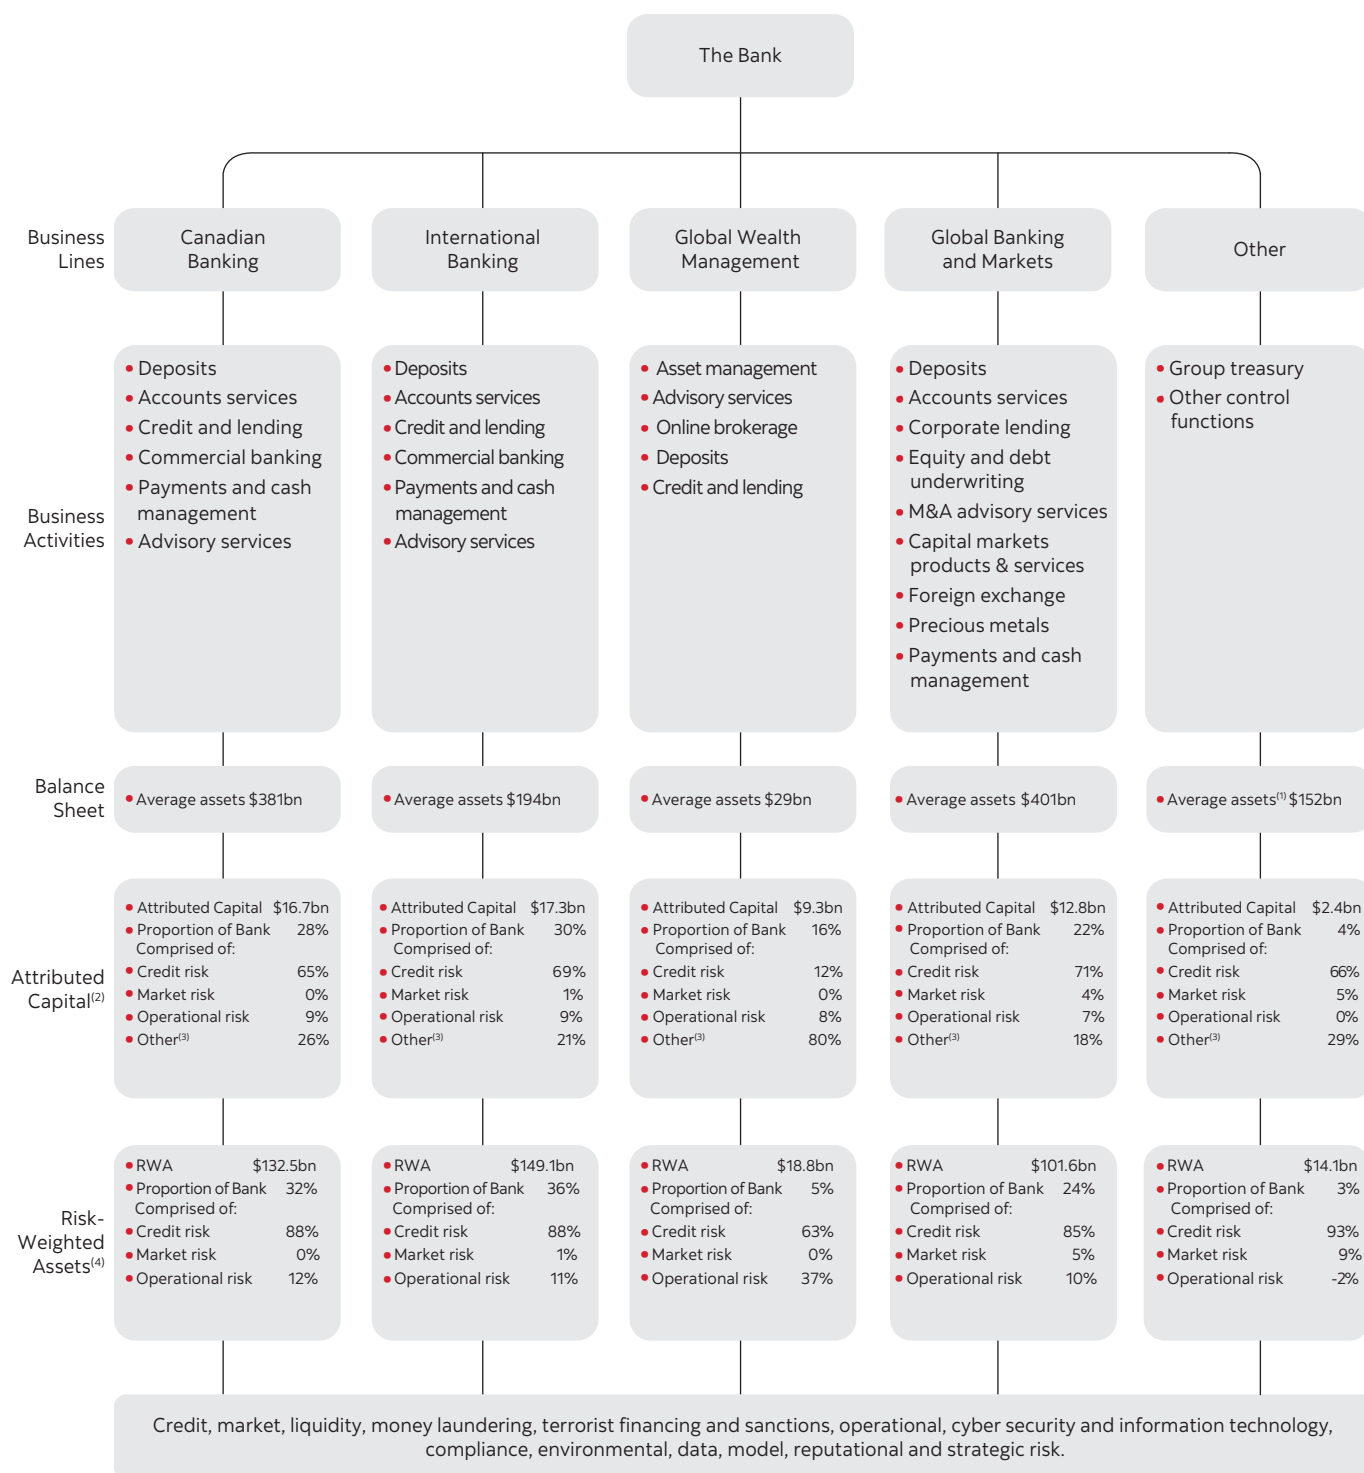 The Bank
Business
Lines
Canadian
Banking
International
Banking
Global Wealth
Management
Global Banking
and Markets
Other
Business
Activities
• Deposits
• Accounts services
• Credit and lending
• Commercial banking
• Payments and cash
management
• Advisory services
• Deposits
• Accounts services
• Credit and lending
• Commercial banking
• Payments and cash
management
• Advisory services
• Asset management
• Advisory services
• Online brokerage
• Deposits
• Credit and lending
• Deposits
• Accounts services
• Corporate lending
• Equity and debt
underwriting
• M&A advisory services
• Capital markets
products & services
• Foreign exchange
• Precious metals
• Payments and cash
management
• Group treasury
• Other control
functions
Balance
Sheet
• Average assets $381bn
• Average assets $194bn
• Average assets $29bn
• Average assets $401bn
• Average assets(1) $152bn
Attributed
Capital(2)
• Attributed Capital $16.7bn
• Proportion of Bank 28%
Comprised of:
• Credit risk 65%
• Market risk 0%
• Operational risk 9%
• Other(3) 26%
• Attributed Capital $17.3bn
• Proportion of Bank 30%
Comprised of:
• Credit risk 69%
• Market risk 1%
• Operational risk 9%
• Other(3) 21%
• Attributed Capital $9.3bn
• Proportion of Bank 16%
Comprised of:
• Credit risk 12%
• Market risk 0%
• Operational risk 8%
• Other(3) 80%
• Attributed Capital $12.8bn
• Proportion of Bank 22%
Comprised of:
• Credit risk 71%
• Market risk 4%
• Operational risk 7%
• Other(3) 18%
• Attributed Capital $2.4bn
• Proportion of Bank 4%
Comprised of:
• Credit risk 66%
• Market risk 5%
• Operational risk 0%
• Other(3) 29%
Risk-
Weighted
Assets(4)
• RWA $132.5bn
• Proportion of Bank 32%
Comprised of:
• Credit risk 88%
• Market risk 0%
• Operational risk 12%
• RWA $149.1bn
• Proportion of Bank 36%
Comprised of:
• Credit risk 88%
• Market risk 1%
• Operational risk 11%
• RWA $18.8bn
• Proportion of Bank 5%
Comprised of:
• Credit risk 63%
• Market risk 0%
• Operational risk 37%
• RWA $101.6bn
• Proportion of Bank 24%
Comprised of:
• Credit risk 85%
• Market risk 5%
• Operational risk 10%
• RWA $14.1bn
• Proportion of Bank 3%
Comprised of:
• Credit risk 93%
• Market risk 9%
• Operational risk -2%
Credit, market, liquidity, money laundering, terrorist financing and sanctions, operational, cyber security and information technology,
compliance, environmental, data, model, reputational and strategic risk.